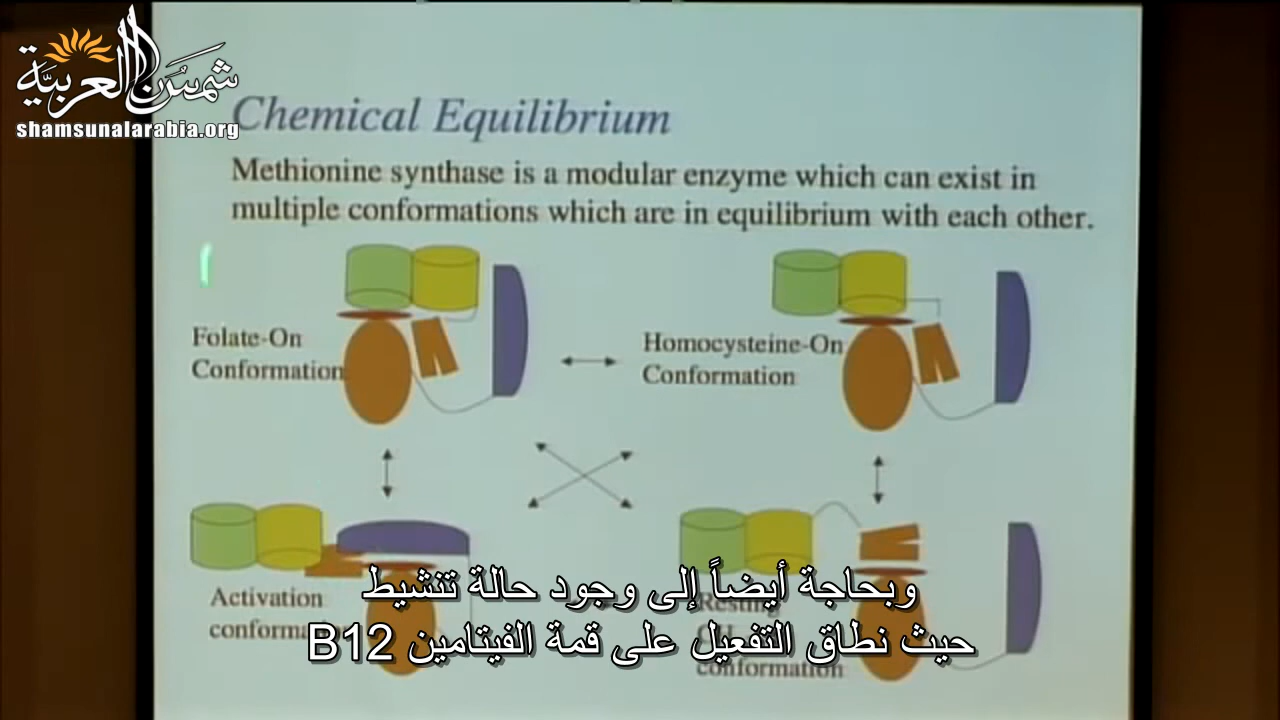 شمس العربية
shamsunalarabia.org
Chemical Equilibrium
Methionine synthase is a modular enzyme which can exist in
multiple conformations which are in equilibrium with each other.
Folate-On
Conformation
Homocysteine-On
Conformation
Activation
Resting
conformation
وبحاجة أيضاً إلى وجود حالة تنشيط
حيث نطاق التفعيل على قمة الفيتامين B12